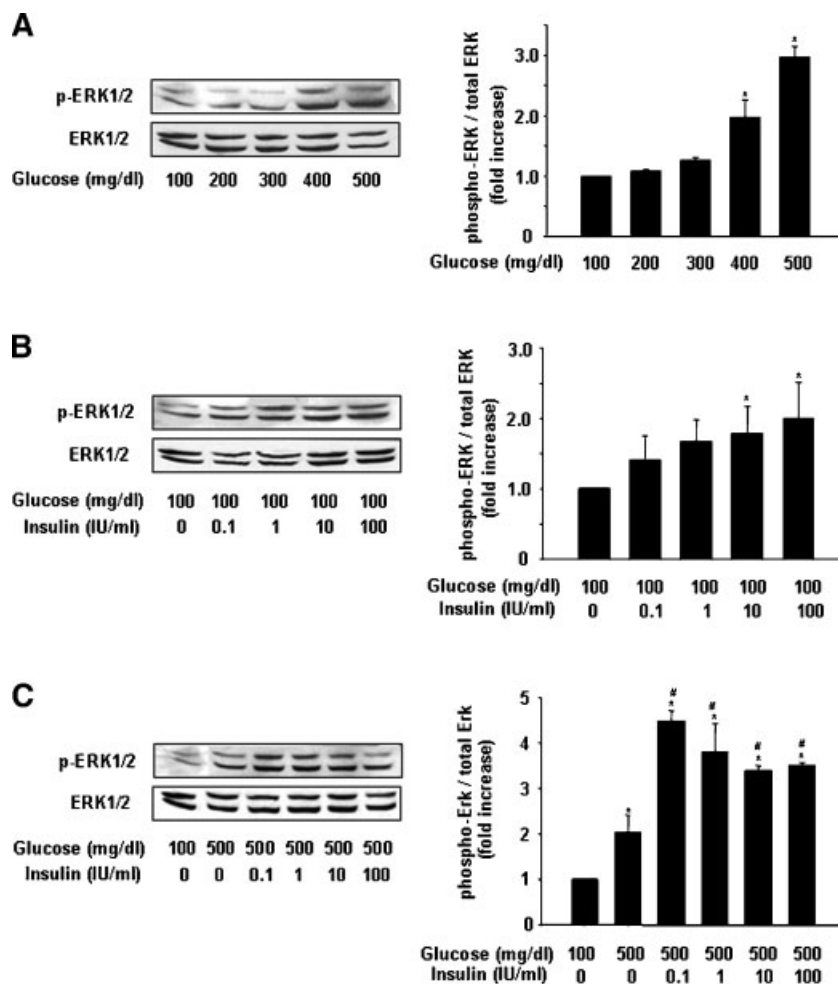 A
p-ERK1/2
ERK1/2
Glucose (mg/dl) 100 200 300 400 500
phospho-ERK / total ERK
(fold increase)
3.0
2.0
1.0
0
* *
Glucose (mg/dl) 100 200 300 400 500
B
p-ERK1/2
ERK1/2
Glucose (mg/dl) 100 100 100 100 100
Insulin (IU/ml) 0 0.1 1 10 100
phospho-ERK / total ERK
(fold increase)
3.0
2.0
1.0
0
* *
Glucose (mg/dl) 100 100 100 100 100
Insulin (IU/ml) 0 0.1 1 10 100
C
p-ERK1/2
ERK1/2
Glucose (mg/dl) 100 500 500 500 500 500
Insulin (IU/ml) 0 0 0.1 1 10 100
phospho-Erk / total Erk
(fold increase)
5
4
3
2
1
0
# # # #
* * * * *
Glucose (mg/dl) 100 500 500 500 500 500
Insulin (IU/ml) 0 0 0.1 1 10 100